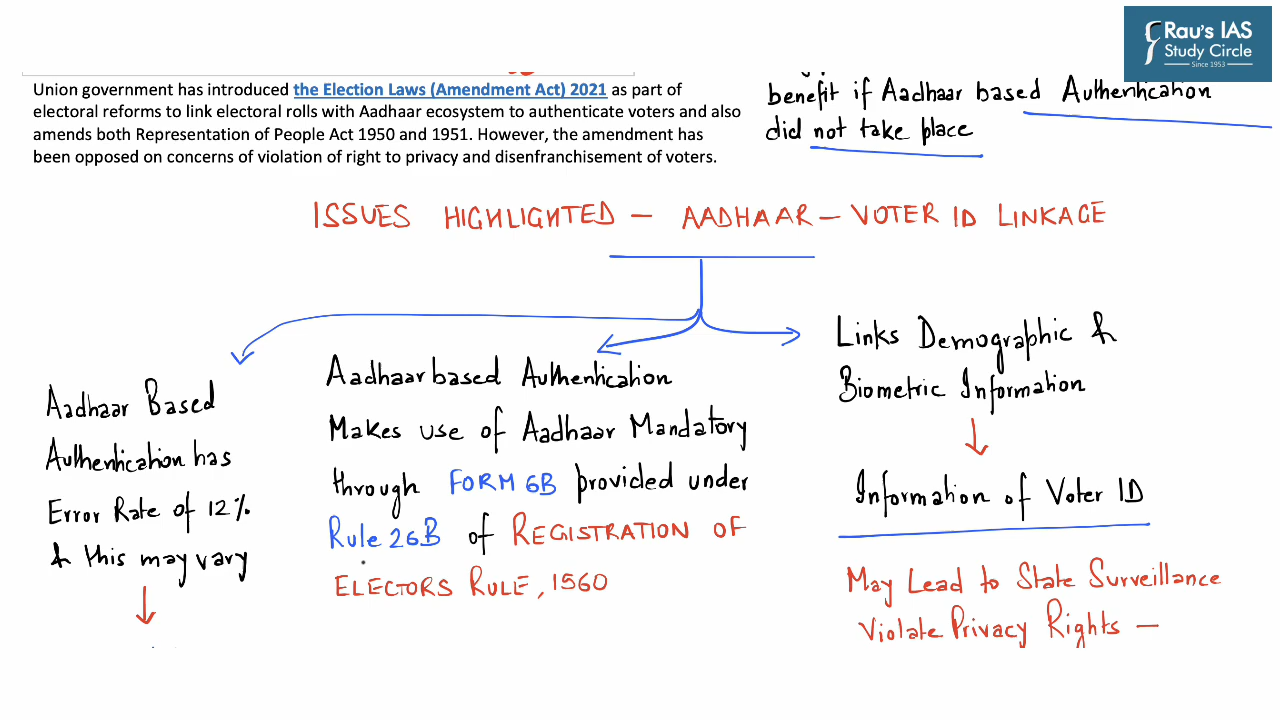 Rau's IAS
Study Circle
Since 1953
Union government has introduced the Election Laws (Amendment Act) 2021 as part of
electoral reforms to link electoral rolls with Aadhaar ecosystem to authenticate voters and also
amends both Representation of People Act 1950 and 1951. However, the amendment has
been opposed on concerns of violation of right to privacy and disenfranchisement of voters.
benefit if Aadhaar based Authentication
did not take place
ISSUES HIGHLIGHTED – AADHAAR – VOTER ID LINKAGE
Aadhaar Based
Authentication has
Error Rate of 12%
& this may vary
Aadhaar based Authentication
Makes use of Aadhaar Mandatory
through FORM 6B provided under
Rule 26B of REGISTRATION OF
ELECTORS RULE, 1560
Links Demographic &
Biometric Information
Information of Voter ID
May Lead to State Surveillance
Violate Privacy Rights –